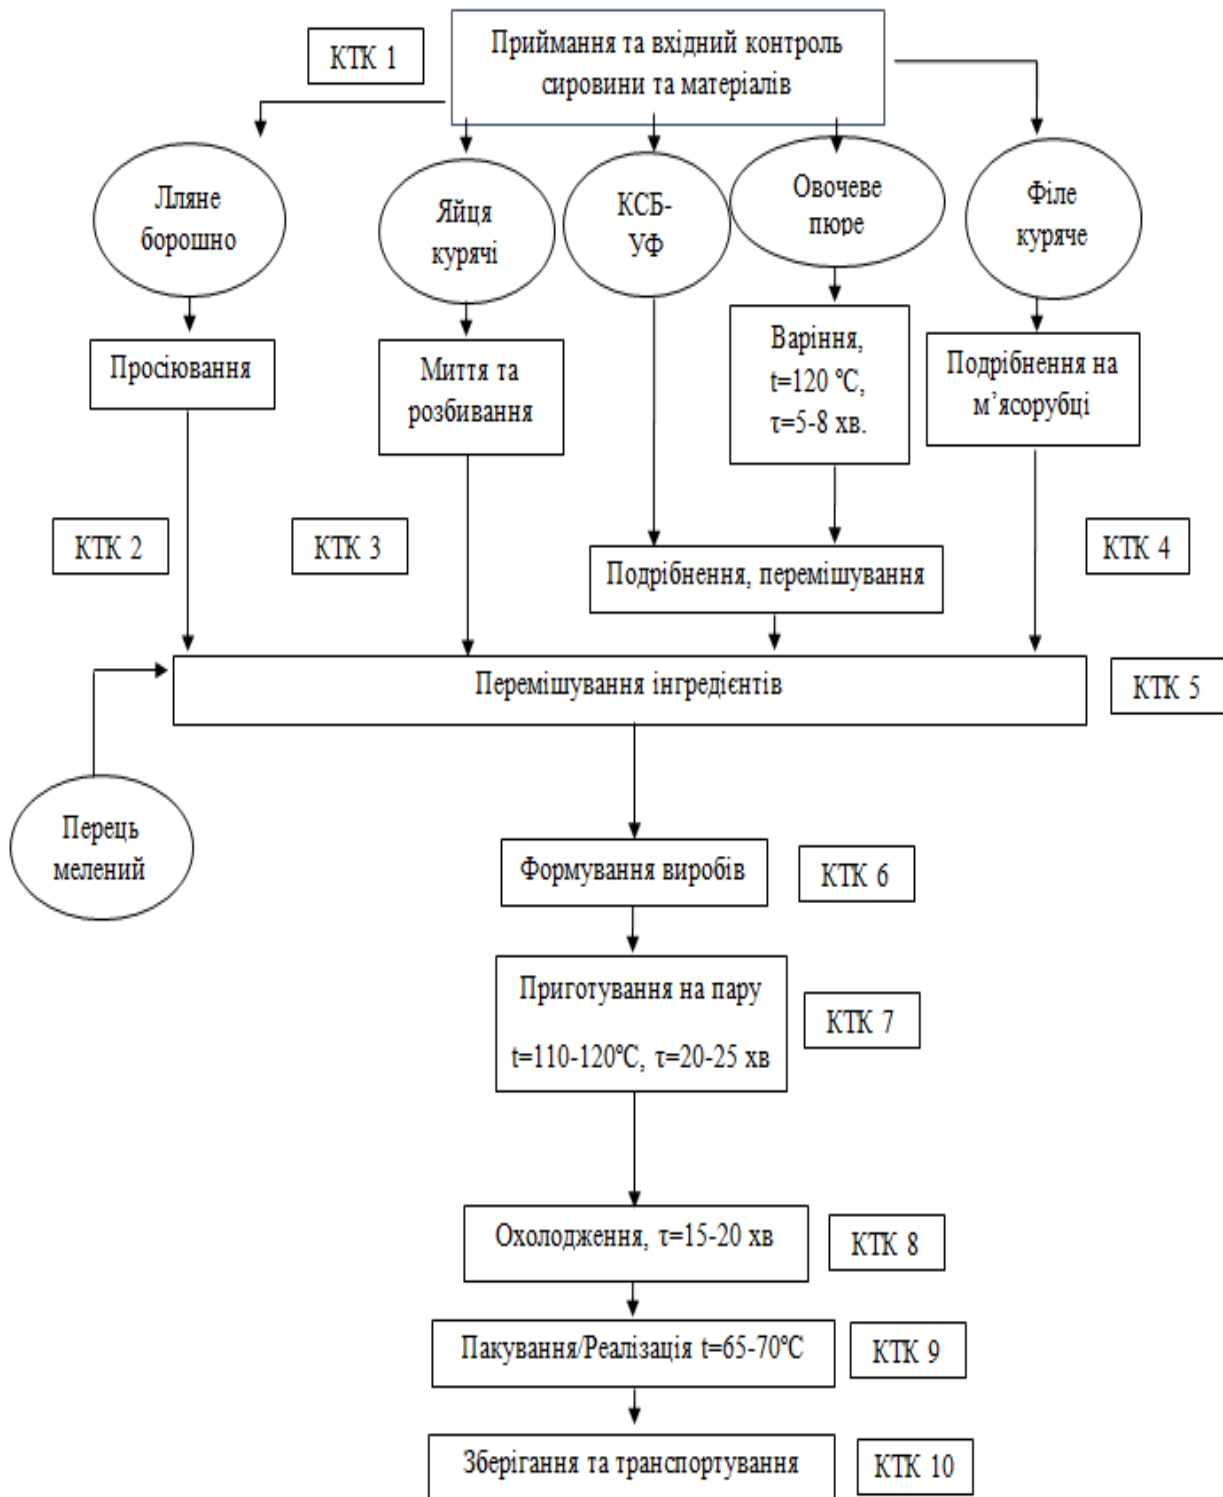 КТК 1
Приймання та вхідний контроль
сировини та матеріалів
Лляне
борошно
Яйця
курячі
КСБ-
УФ
Овочеве
пюре
Філе
куряче
Просіювання
Миття та
розбивання
Варіння,
t=120 ℃,
τ=5-8 хв.
Подрібнення на
м’ясорубці
КТК 2
КТК 3
Подрібнення, перемішування
КТК 4
Перемішування інгредієнтів
КТК 5
Перець
мелений
Формування виробів
КТК 6
Приготування на пару
t=110-120℃, τ=20-25 хв
КТК 7
Охолодження, τ=15-20 хв
КТК 8
Пакування/Реалізація t=65-70℃
КТК 9
Зберігання та транспортування
КТК 10